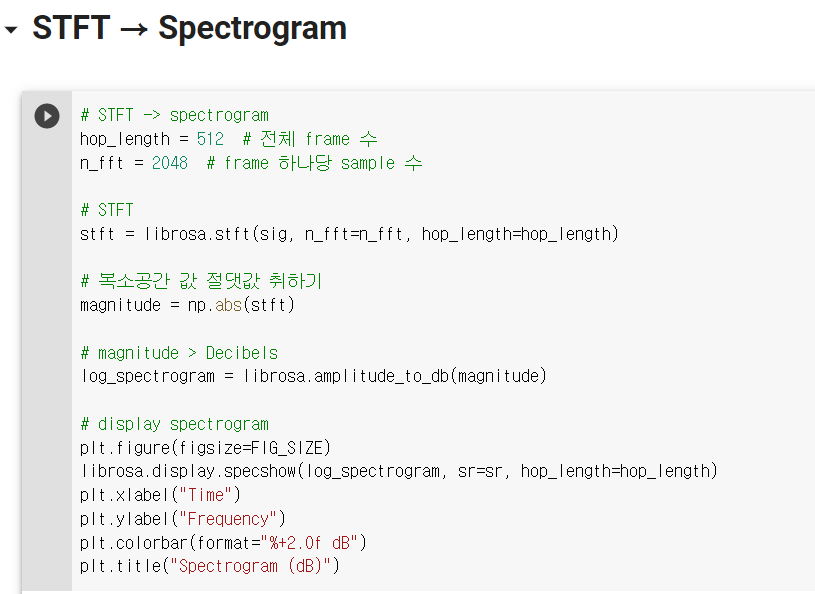 STFT → Spectrogram
# STFT -> spectrogram
hop_length = 512  # 전체 frame 수
n_fft = 2048  # frame 하나당 sample 수
# STFT
stft = librosa.stft(sig, n_fft=n_fft, hop_length=hop_length)
# 복소공간 값 절댓값 취하기
magnitude = np.abs(stft)
# magnitude > Decibels
log_spectrogram = librosa.amplitude_to_db(magnitude)
# display spectrogram
plt.figure(figsize=FIG_SIZE)
librosa.display.specshow(log_spectrogram, sr=sr, hop_length=hop_length)
plt.xlabel("Time")
plt.ylabel("Frequency")
plt.colorbar(format="%+2.0f dB")
plt.title("Spectrogram (dB)")